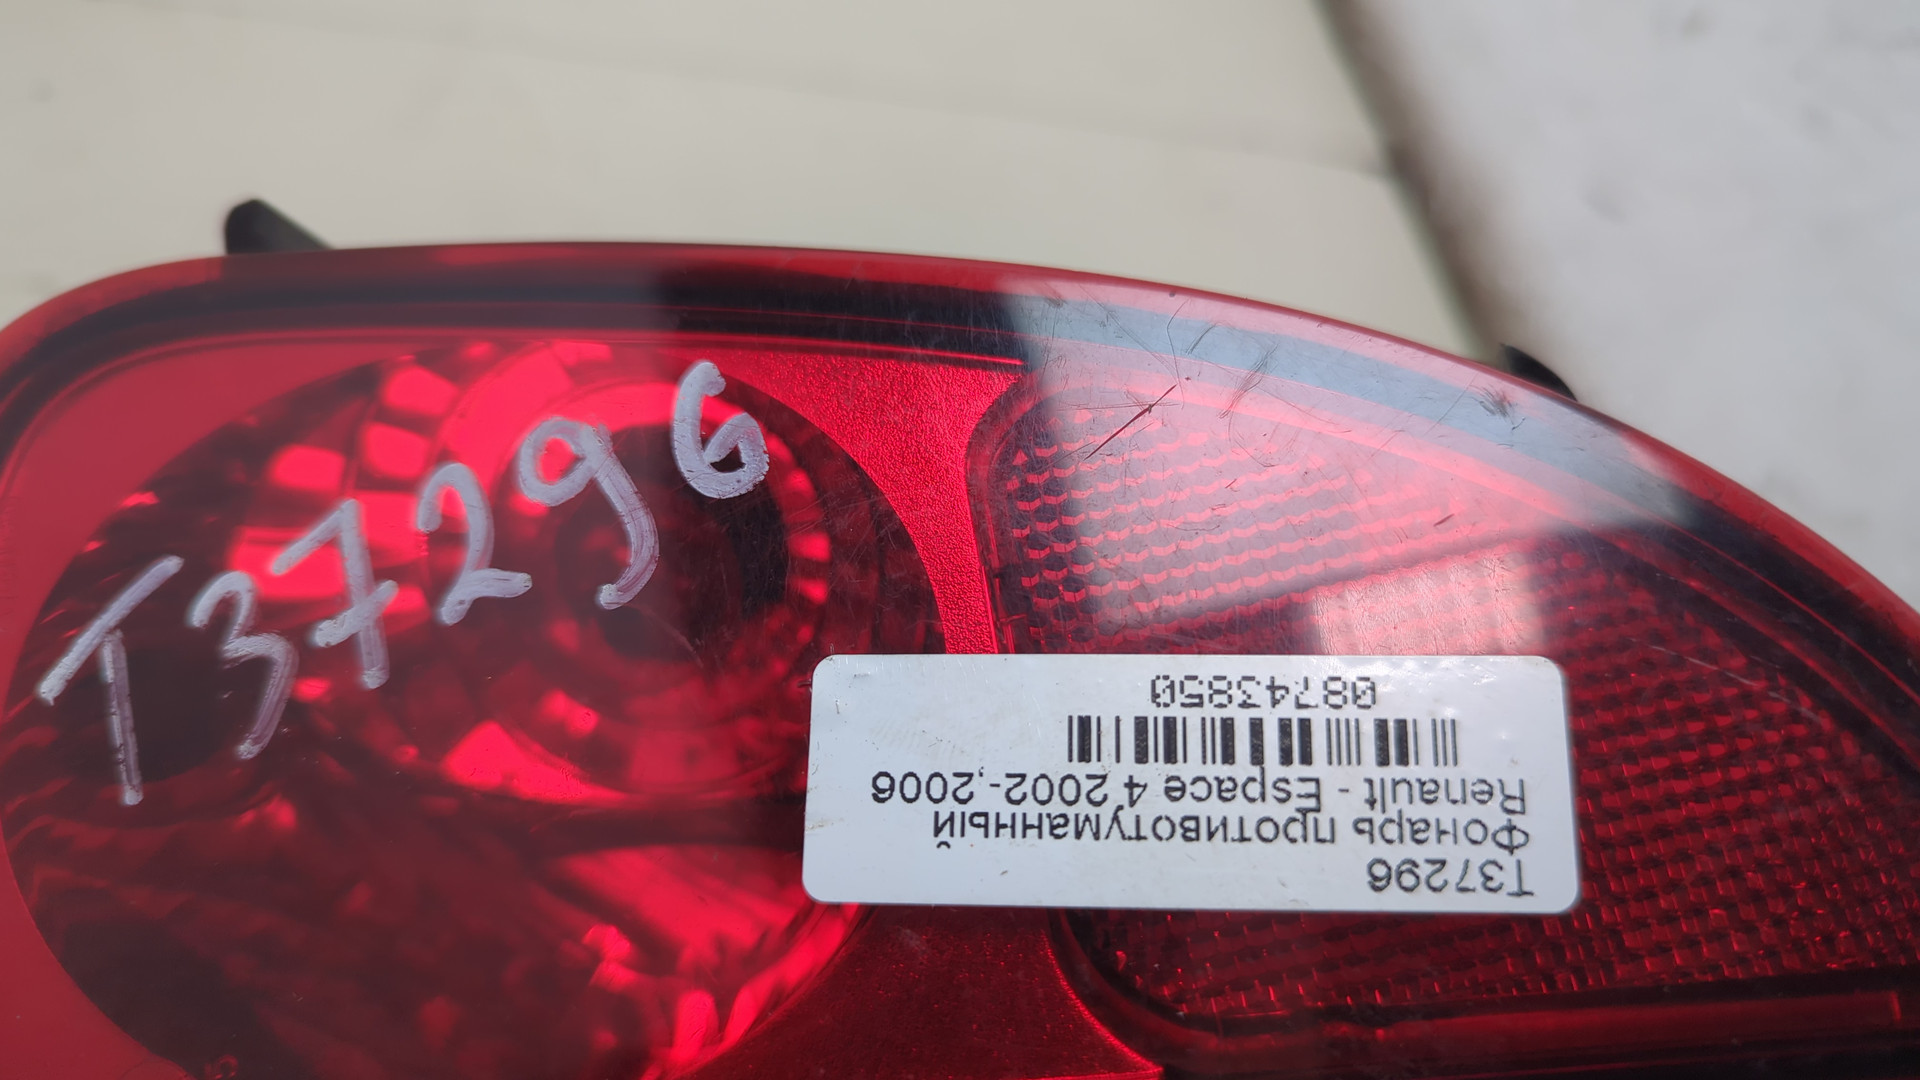 T37296
T37296
Фонарь противотуманный
Renault - Espace 4 2002-,2006
08743850